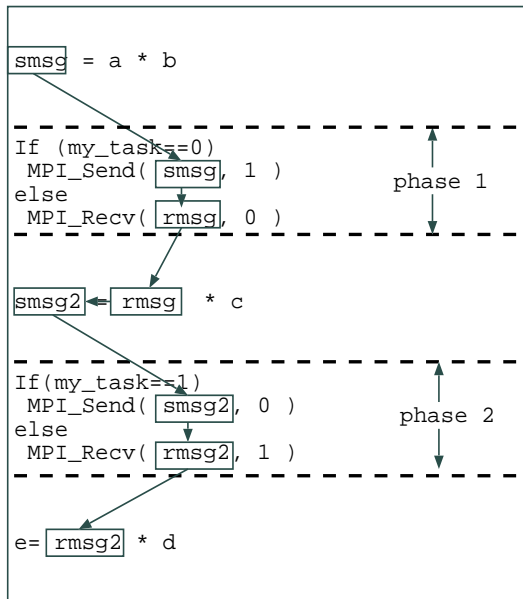 smsg = a * b
If (my_task==0)
MPI_Send( smsg, 1 )
else
MPI_Recv( rmsg, 0 )
phase 1
smsg2 = rmsg * c
If(my_task==1)
MPI_Send( smsg2, 0 )
else
MPI_Recv( rmsg2, 1 )
phase 2
e= rmsg2 * d